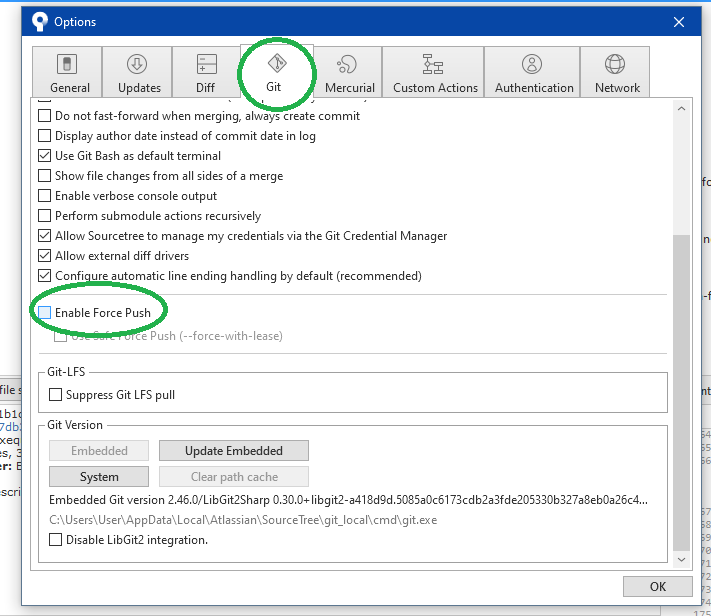 Options
General
Updates
Diff
Git
Mercurial
Custom Actions
Authentication
Network
Do not fast-forward when merging, always create commit
Display author date instead of commit date in log
Use Git Bash as default terminal
Show file changes from all sides of a merge
Enable verbose console output
Perform submodule actions recursively
Allow Sourcetree to manage my credentials via the Git Credential Manager
Allow external diff drivers
Configure automatic line ending handling by default (recommended)
Enable Force Push
Use Safe Force Push (--force-with-lease)
Git-LFS
Suppress Git LFS pull
Git Version
Embedded
Update Embedded
System
Clear path cache
Embedded Git version 2.46.0/LibGit2Sharp 0.30.0+libgit2-a418d9d.5085a0c6173cdb2a3fde205330b327a8eb0a26c4...
C:\Users\User\AppData\Local\Atlassian\SourceTree\git_local\cmd\git.exe
Disable LibGit2 integration.
OK